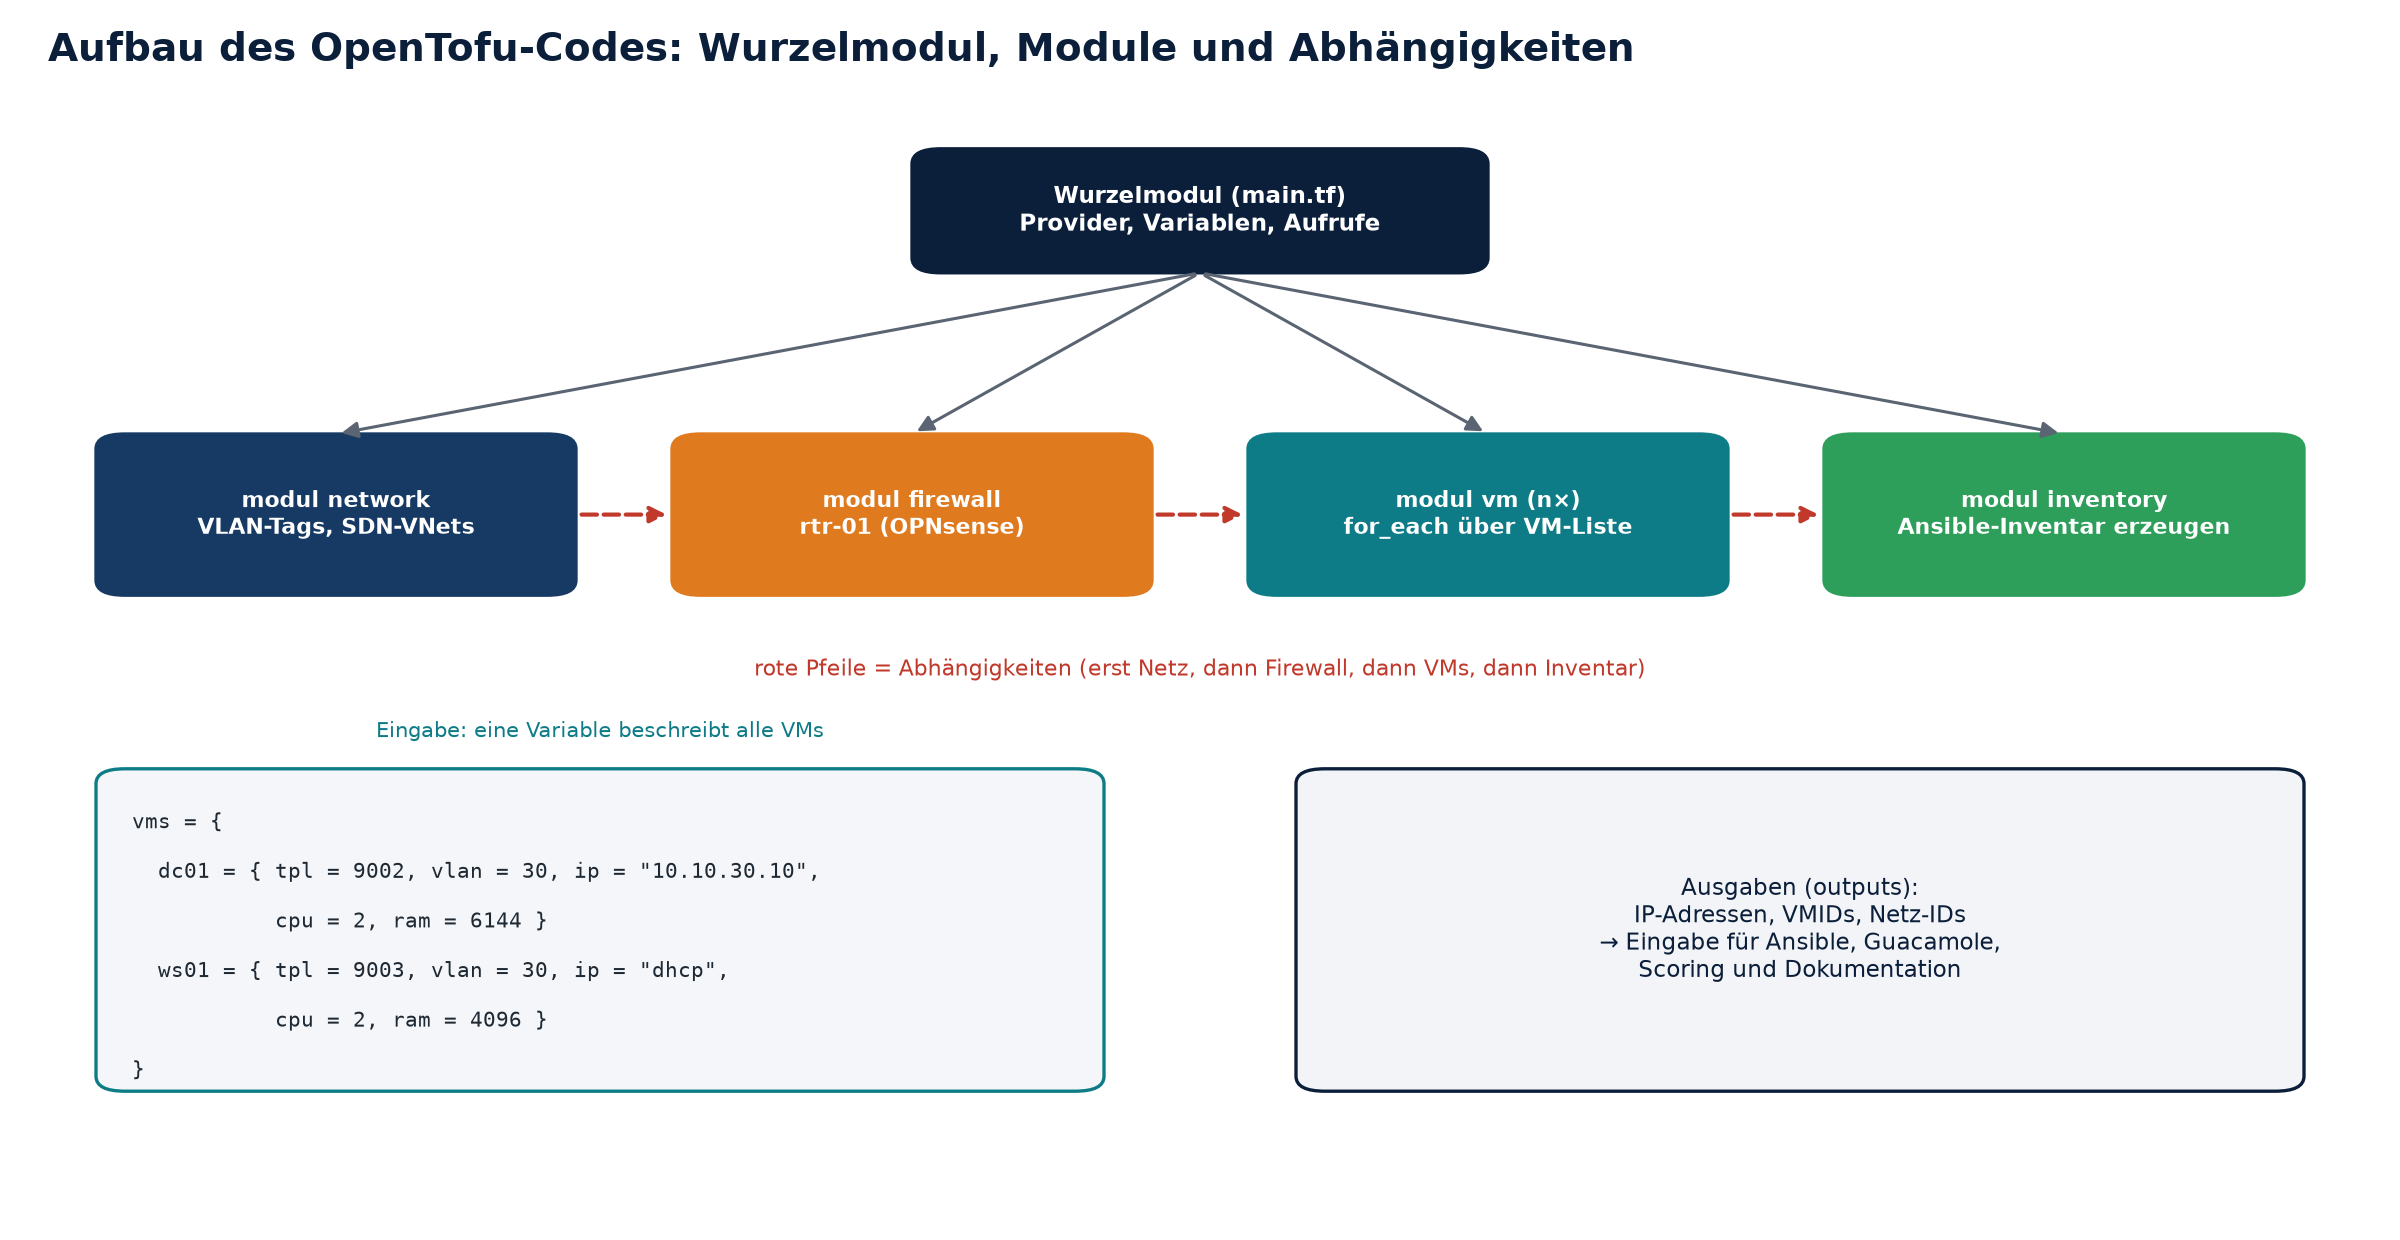 Aufbau des OpenTofu-Codes: Wurzelmodul, Module und Abhängigkeiten
Wurzelmodul (main.tf)
Provider, Variablen, Aufrufe
modul network
VLAN-Tags, SDN-VNets
modul firewall
rtr-01 (OPNsense)
modul vm (n×)
for_each über VM-Liste
modul inventory
Ansible-Inventar erzeugen
rote Pfeile = Abhängigkeiten (erst Netz, dann Firewall, dann VMs, dann Inventar)
Eingabe: eine Variable beschreibt alle VMs
vms = {
  dc01 = { tpl = 9002, vlan = 30, ip = "10.10.30.10",
           cpu = 2, ram = 6144 }
  ws01 = { tpl = 9003, vlan = 30, ip = "dhcp",
           cpu = 2, ram = 4096 }
}
Ausgaben (outputs):
IP-Adressen, VMIDs, Netz-IDs
→ Eingabe für Ansible, Guacamole,
Scoring und Dokumentation